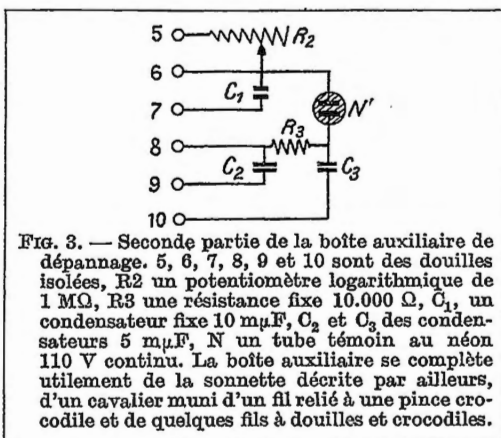 5
R2
6
C1
7
N'
8
R3
C2
C3
9
10
FIG. 3. — Seconde partie de la boîte auxiliaire de
dépannage. 5, 6, 7, 8, 9 et 10 sont des douilles
isolées, R2 un potentiomètre logarithmique de
1 MΩ, R3 une résistance fixe 10.000 Ω, C₁, un
condensateur fixe 10 mμF, C₂ et C₃ des conden-
sateurs 5 mμF, N un tube témoin au néon
110 V continu. La boîte auxiliaire se complète
utilement de la sonnette décrite par ailleurs,
d'un cavalier muni d'un fil relié à une pince cro-
codile et de quelques fils à douilles et crocodiles.